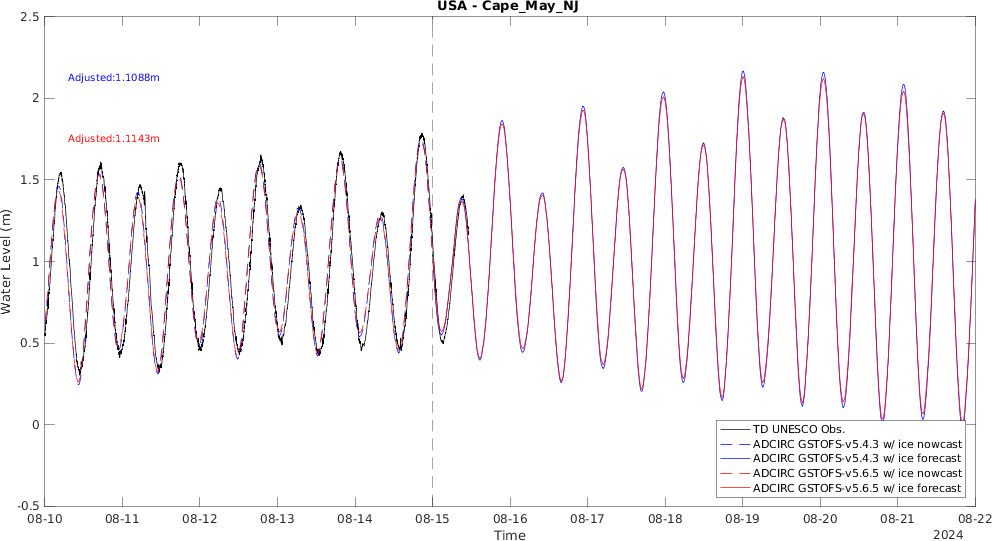 USA - Cape_May_NJ
2.5
2
1.5
1
0.5
0
-0.5
Water Level (m)
Adjusted:1.1088m
Adjusted:1.1143m
TD UNESCO Obs.
ADCIRC GSTOFS-v5.4.3 w/ ice nowcast
ADCIRC GSTOFS-v5.4.3 w/ ice forecast
ADCIRC GSTOFS-v5.6.5 w/ ice nowcast
ADCIRC GSTOFS-v5.6.5 w/ ice forecast
08-10 08-11 08-12 08-13 08-14 08-15 08-16 08-17 08-18 08-19 08-20 08-21 08-22
Time
2024